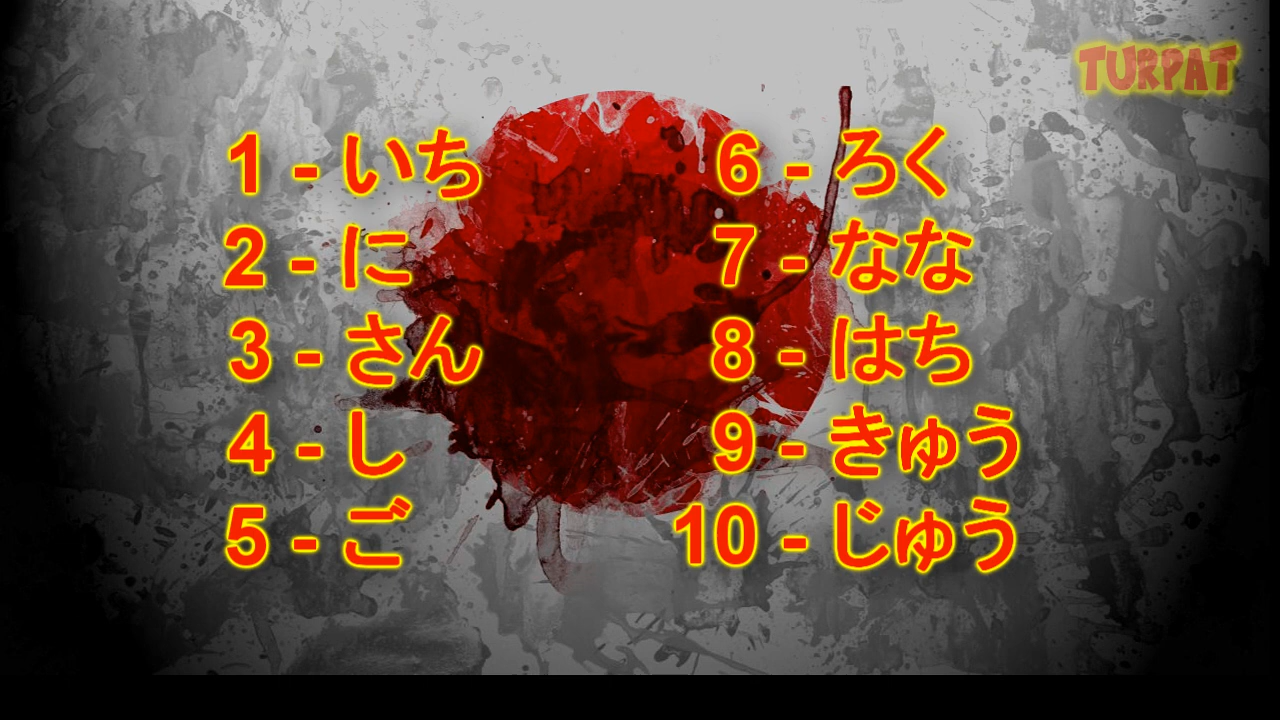 TURPAT
1 - いち
2 - に
3 - さん
4 - し
5 - ご
6 - ろく
7 - なな
8 - はち
9 - きゅう
10 - じゅう